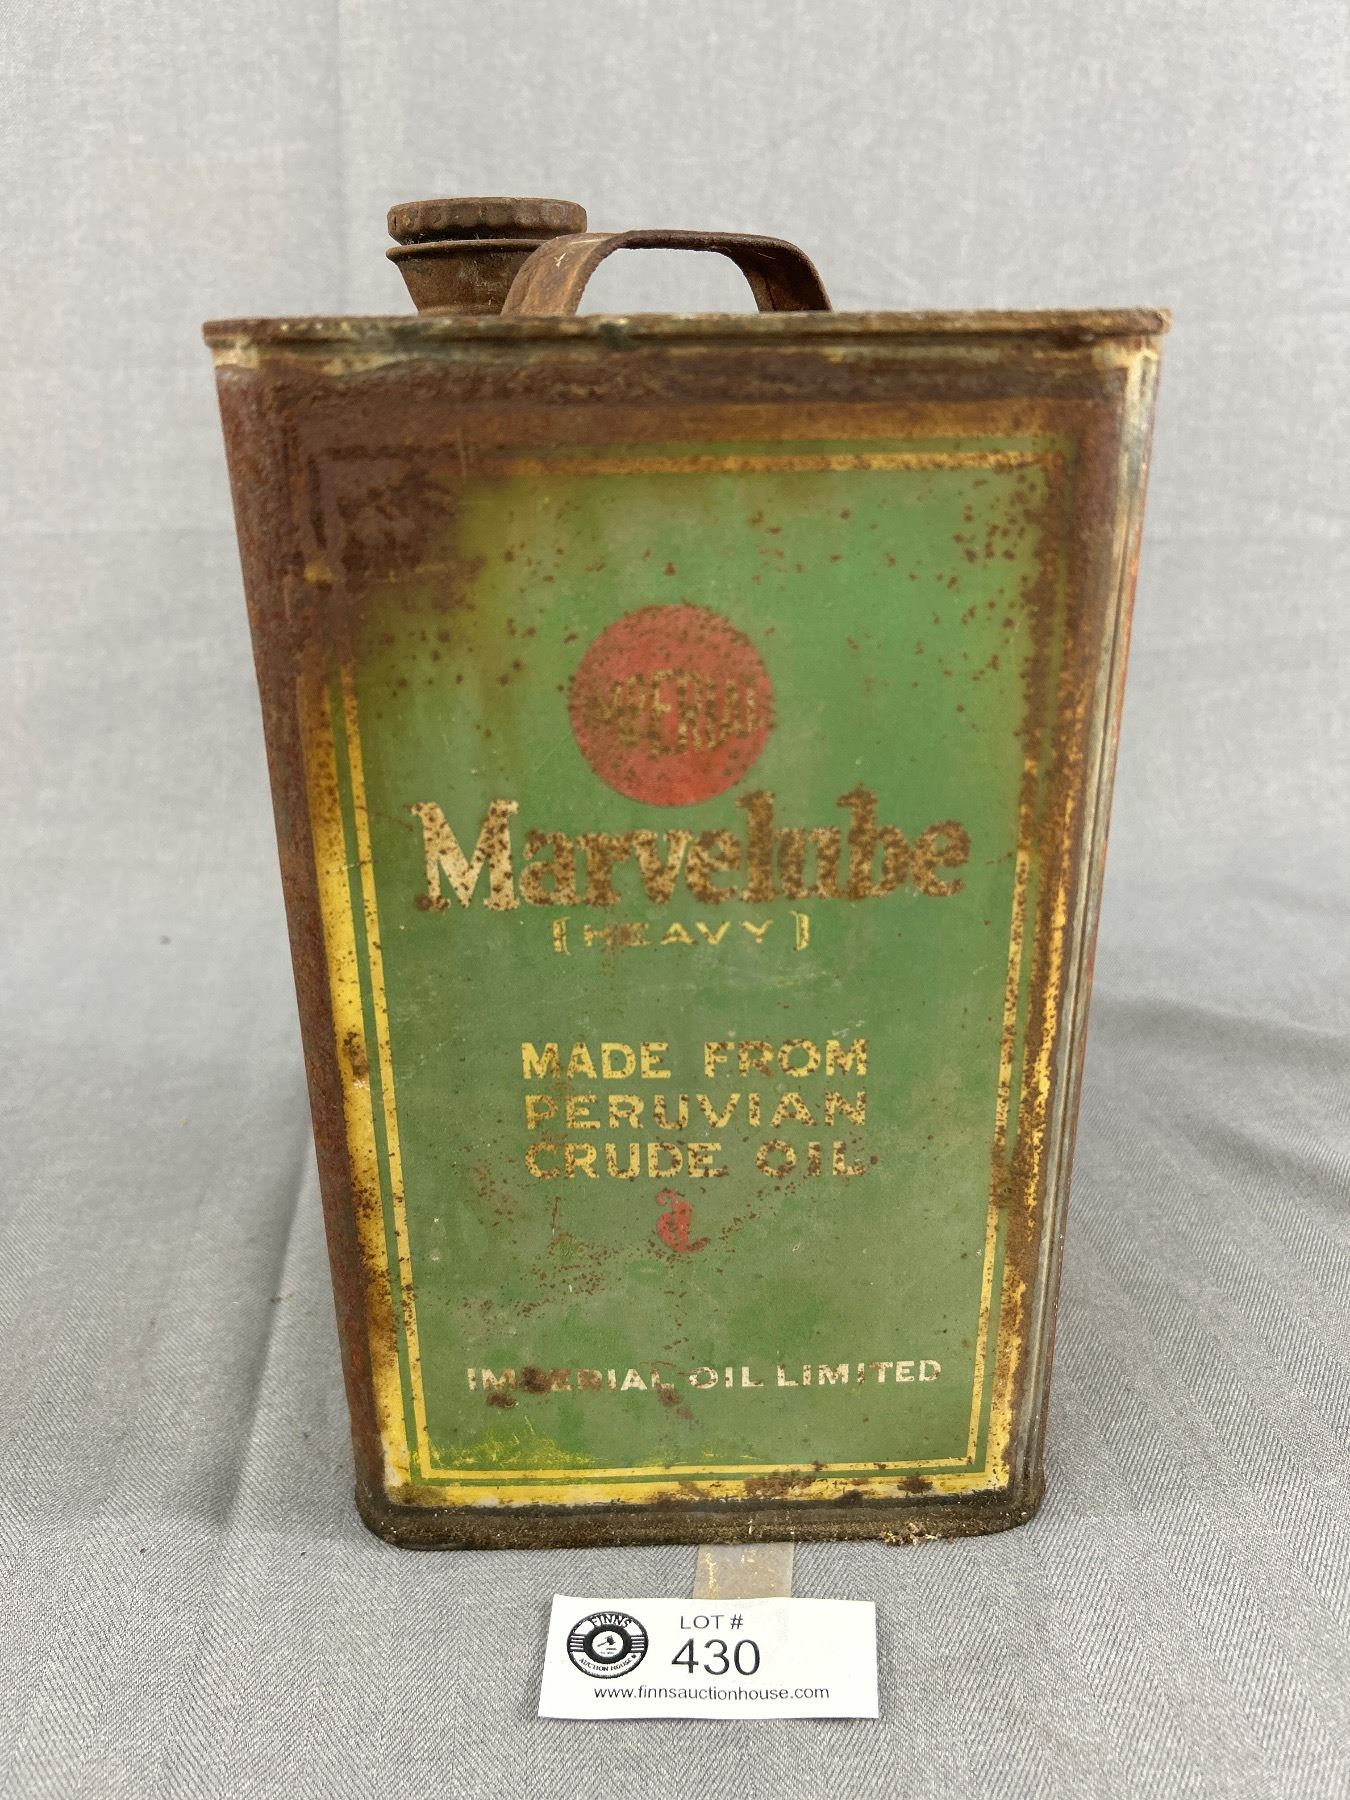 IMPERIAL
Marvelube
[HEAVY]
MADE FROM
PERUVIAN
CRUDE OIL
IMPERIAL OIL LIMITED
FINNS
AUCTION HOUSE
LOT #
430
www.finnsauctionhouse.com